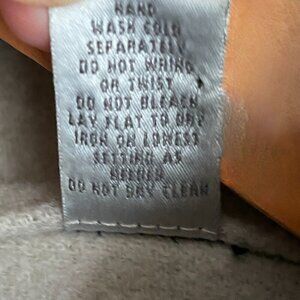 HAND
WASH COLD
SEPARATELY.
DO NOT WRING
OR TWIST
DO NOT BLEACH.
LAY FLAT TO DRY
IRON ON LOWEST
SETTING AS
NEEDED
DO NOT DRY CLEAN